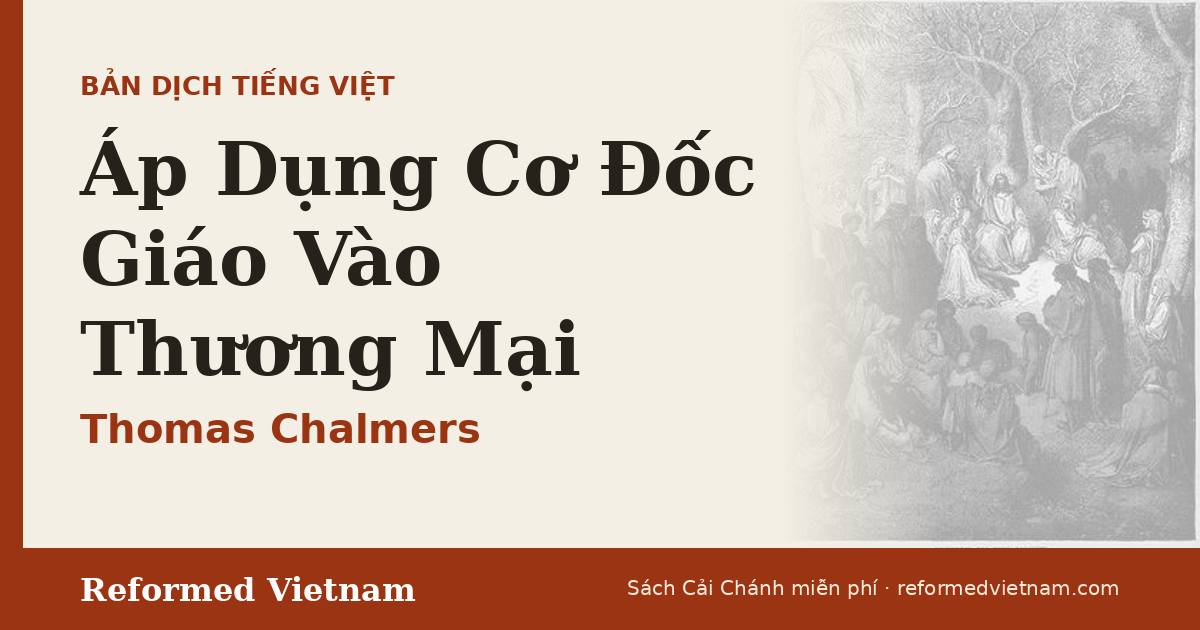 BẢN DỊCH TIẾNG VIỆT
Áp Dụng Cơ Đốc
Giáo Vào
Thương Mại
Thomas Chalmers
Reformed Vietnam
Sách Cải Chánh miễn phí · reformedvietnam.com